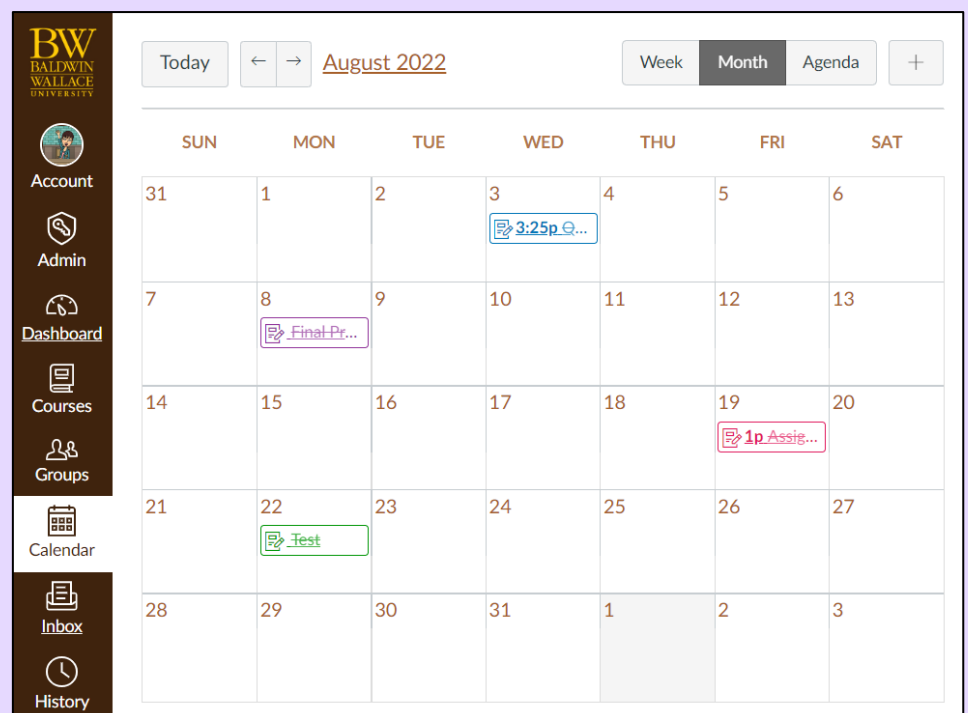 BW
BALDWIN
WALLACE
UNIVERSITY
Account
Admin
Dashboard
Courses
Groups
Calendar
Inbox
History
Today ← → August 2022 Week Month Agenda +
SUN MON TUE WED THU FRI SAT
31 1 2 3 4 5 6
3:25p Q...
7 8 9 10 11 12 13
Final Pr...
14 15 16 17 18 19 20
1p Assig...
21 22 23 24 25 26 27
Test
28 29 30 31 1 2 3